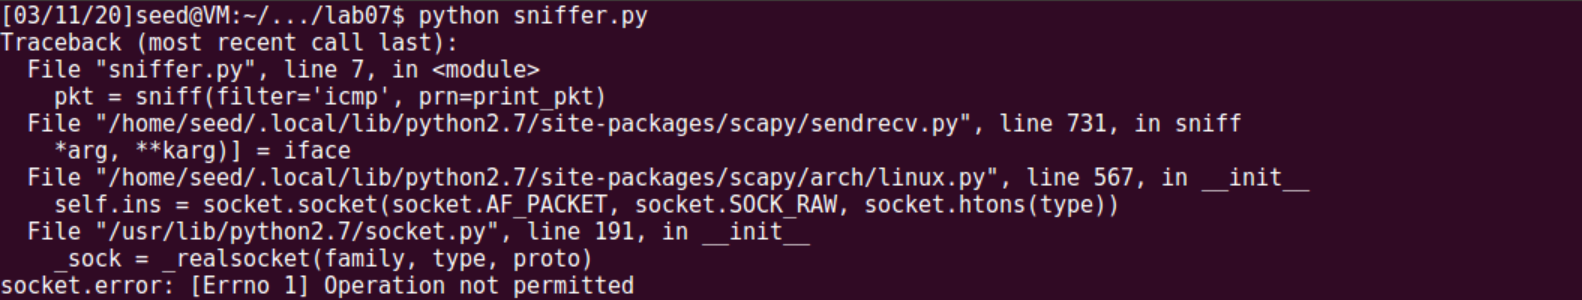 [03/11/20]seed@VM:~/.../lab07$ python sniffer.py
Traceback (most recent call last):
  File "sniffer.py", line 7, in <module>
    pkt = sniff(filter='icmp', prn=print_pkt)
  File "/home/seed/.local/lib/python2.7/site-packages/scapy/sendrecv.py", line 731, in sniff
    *arg, **karg)] = iface
  File "/home/seed/.local/lib/python2.7/site-packages/scapy/arch/linux.py", line 567, in __init__
    self.ins = socket.socket(socket.AF_PACKET, socket.SOCK_RAW, socket.htons(type))
  File "/usr/lib/python2.7/socket.py", line 191, in __init__
    _sock = _realsocket(family, type, proto)
socket.error: [Errno 1] Operation not permitted